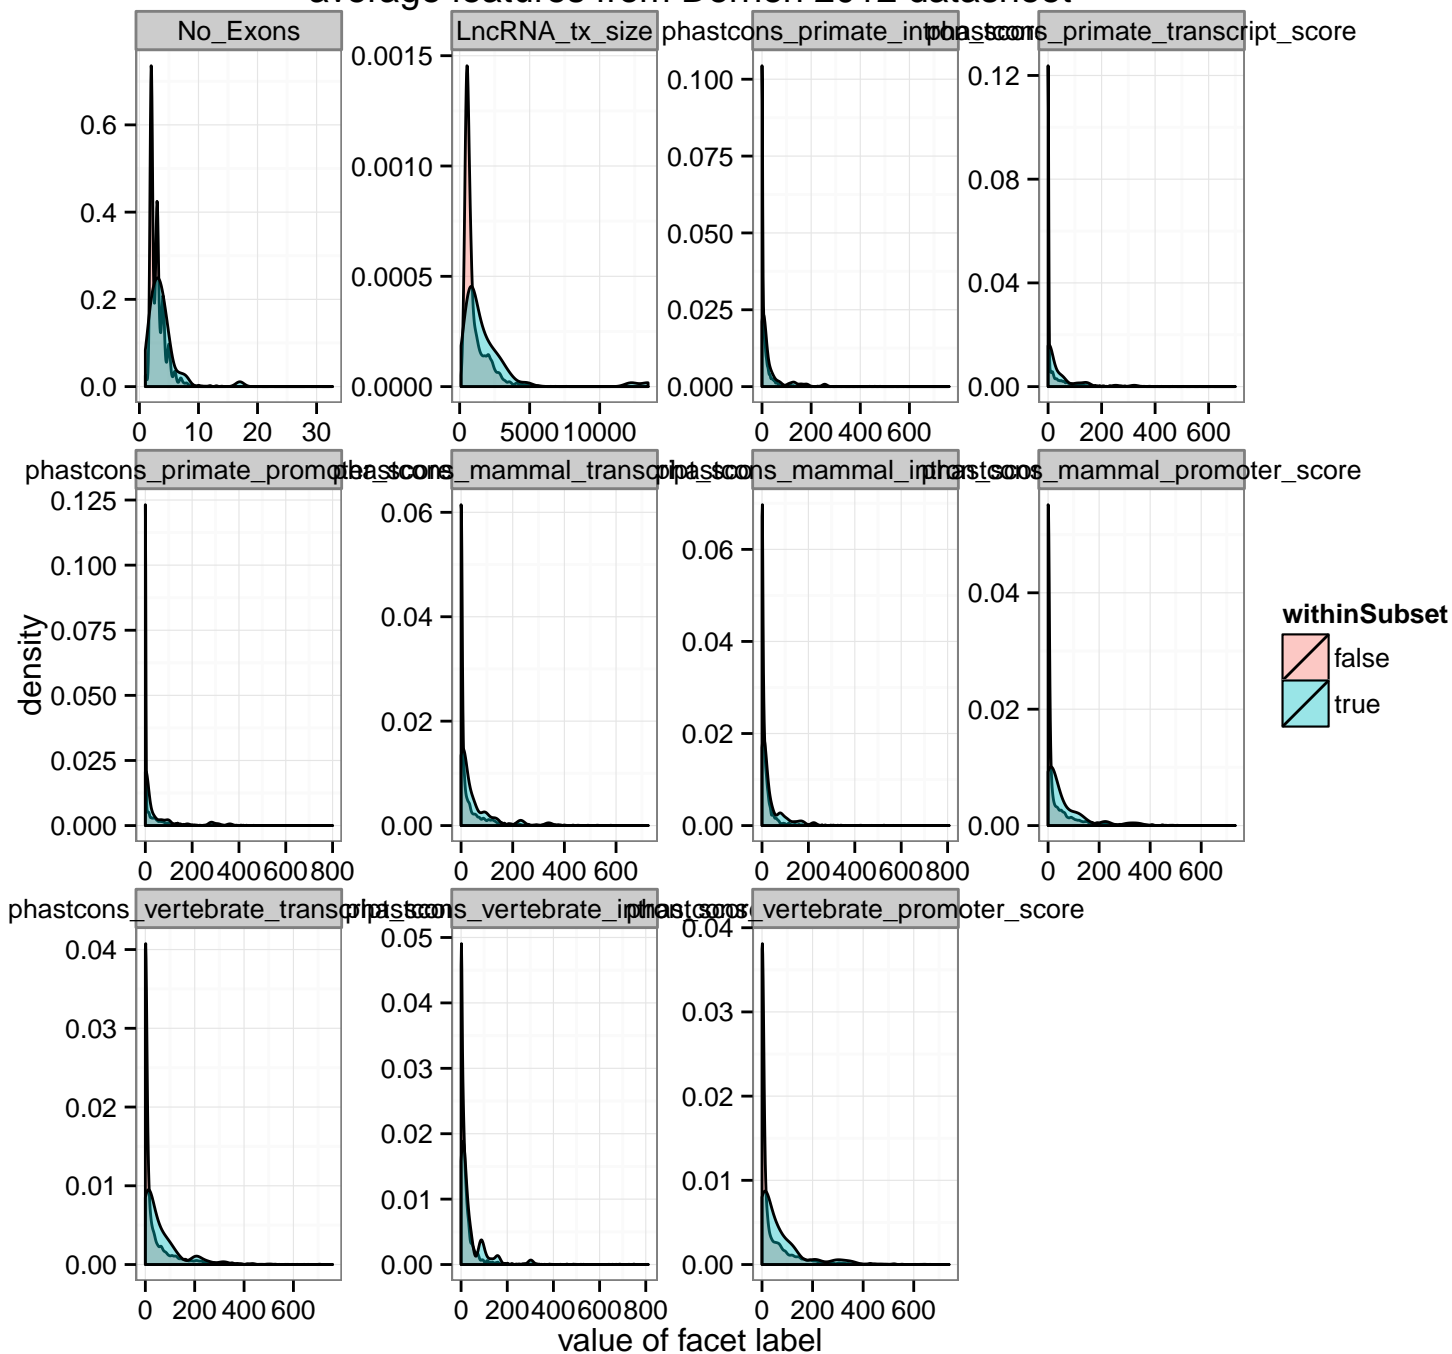 average features from Derrien 2012 datasheet
No_Exons
LncRNA_tx_size
phastcons_primate_intron_score
phastcons_primate_transcript_score
0.6
0.4
0.2
0.0
0.0015
0.0010
0.0005
0.0000
0.100
0.075
0.050
0.025
0.000
0.12
0.08
0.04
0.00
0 10 20 30
0 5000 10000
0 200 400 600
0 200 400 600
phastcons_primate_promoter_score
phastcons_mammal_transcript_score
phastcons_mammal_intron_score
phastcons_mammal_promoter_score
0.125
0.100
0.075
0.050
0.025
0.000
0.06
0.04
0.02
0.00
0.06
0.04
0.02
0.00
0.04
0.02
0.00
0 200 400 600 800
0 200 400 600
0 200 400 600 800
0 200 400 600
phastcons_vertebrate_transcript_score
phastcons_vertebrate_intron_score
phastcons_vertebrate_promoter_score
0.04
0.03
0.02
0.01
0.00
0.05
0.04
0.03
0.02
0.01
0.00
0.04
0.03
0.02
0.01
0.00
0 200 400 600
0 200 400 600 800
0 200 400 600
density
value of facet label
withinSubset
false
true